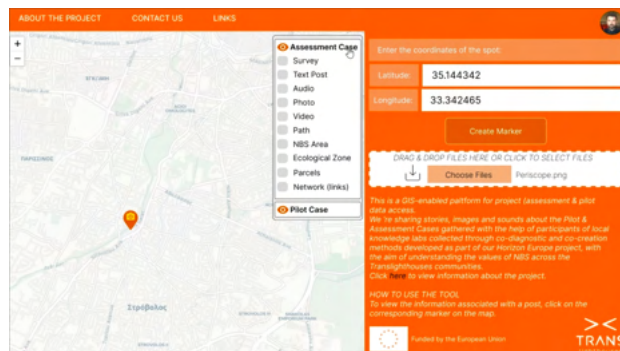 ABOUT THE PROJECT
CONTACT US
LINKS
+
−
Στρόβολος
Assessment Case
Survey
Text Post
Audio
Photo
Video
Path
NBS Area
Ecological Zone
Parcels
Network (links)
Pilot Case
Enter the coordinates of the spot:
Latitude:
35.144342
Longitude:
33.342465
Create Marker
DRAG & DROP FILES HERE OR CLICK TO SELECT FILES
Choose Files
Periscope.png
This is a GIS-enabled paltform for project (assessment & pilot
data access.
We 're sharing stories, images and sounds about the Pilot &
Assessment Cases gathered with the help of participants of local
knowledge labs collected through co-diagnostic and co-creation
methods developed as part of our Horizon Europe project, with
the aim of understanding the values of NBS across the
Translighthouses communities.
Click here to view information about the project.
HOW TO USE THE TOOL
To view the information associated with a post, click on the
corresponding marker on the map.
Funded by the European Union
TRANS